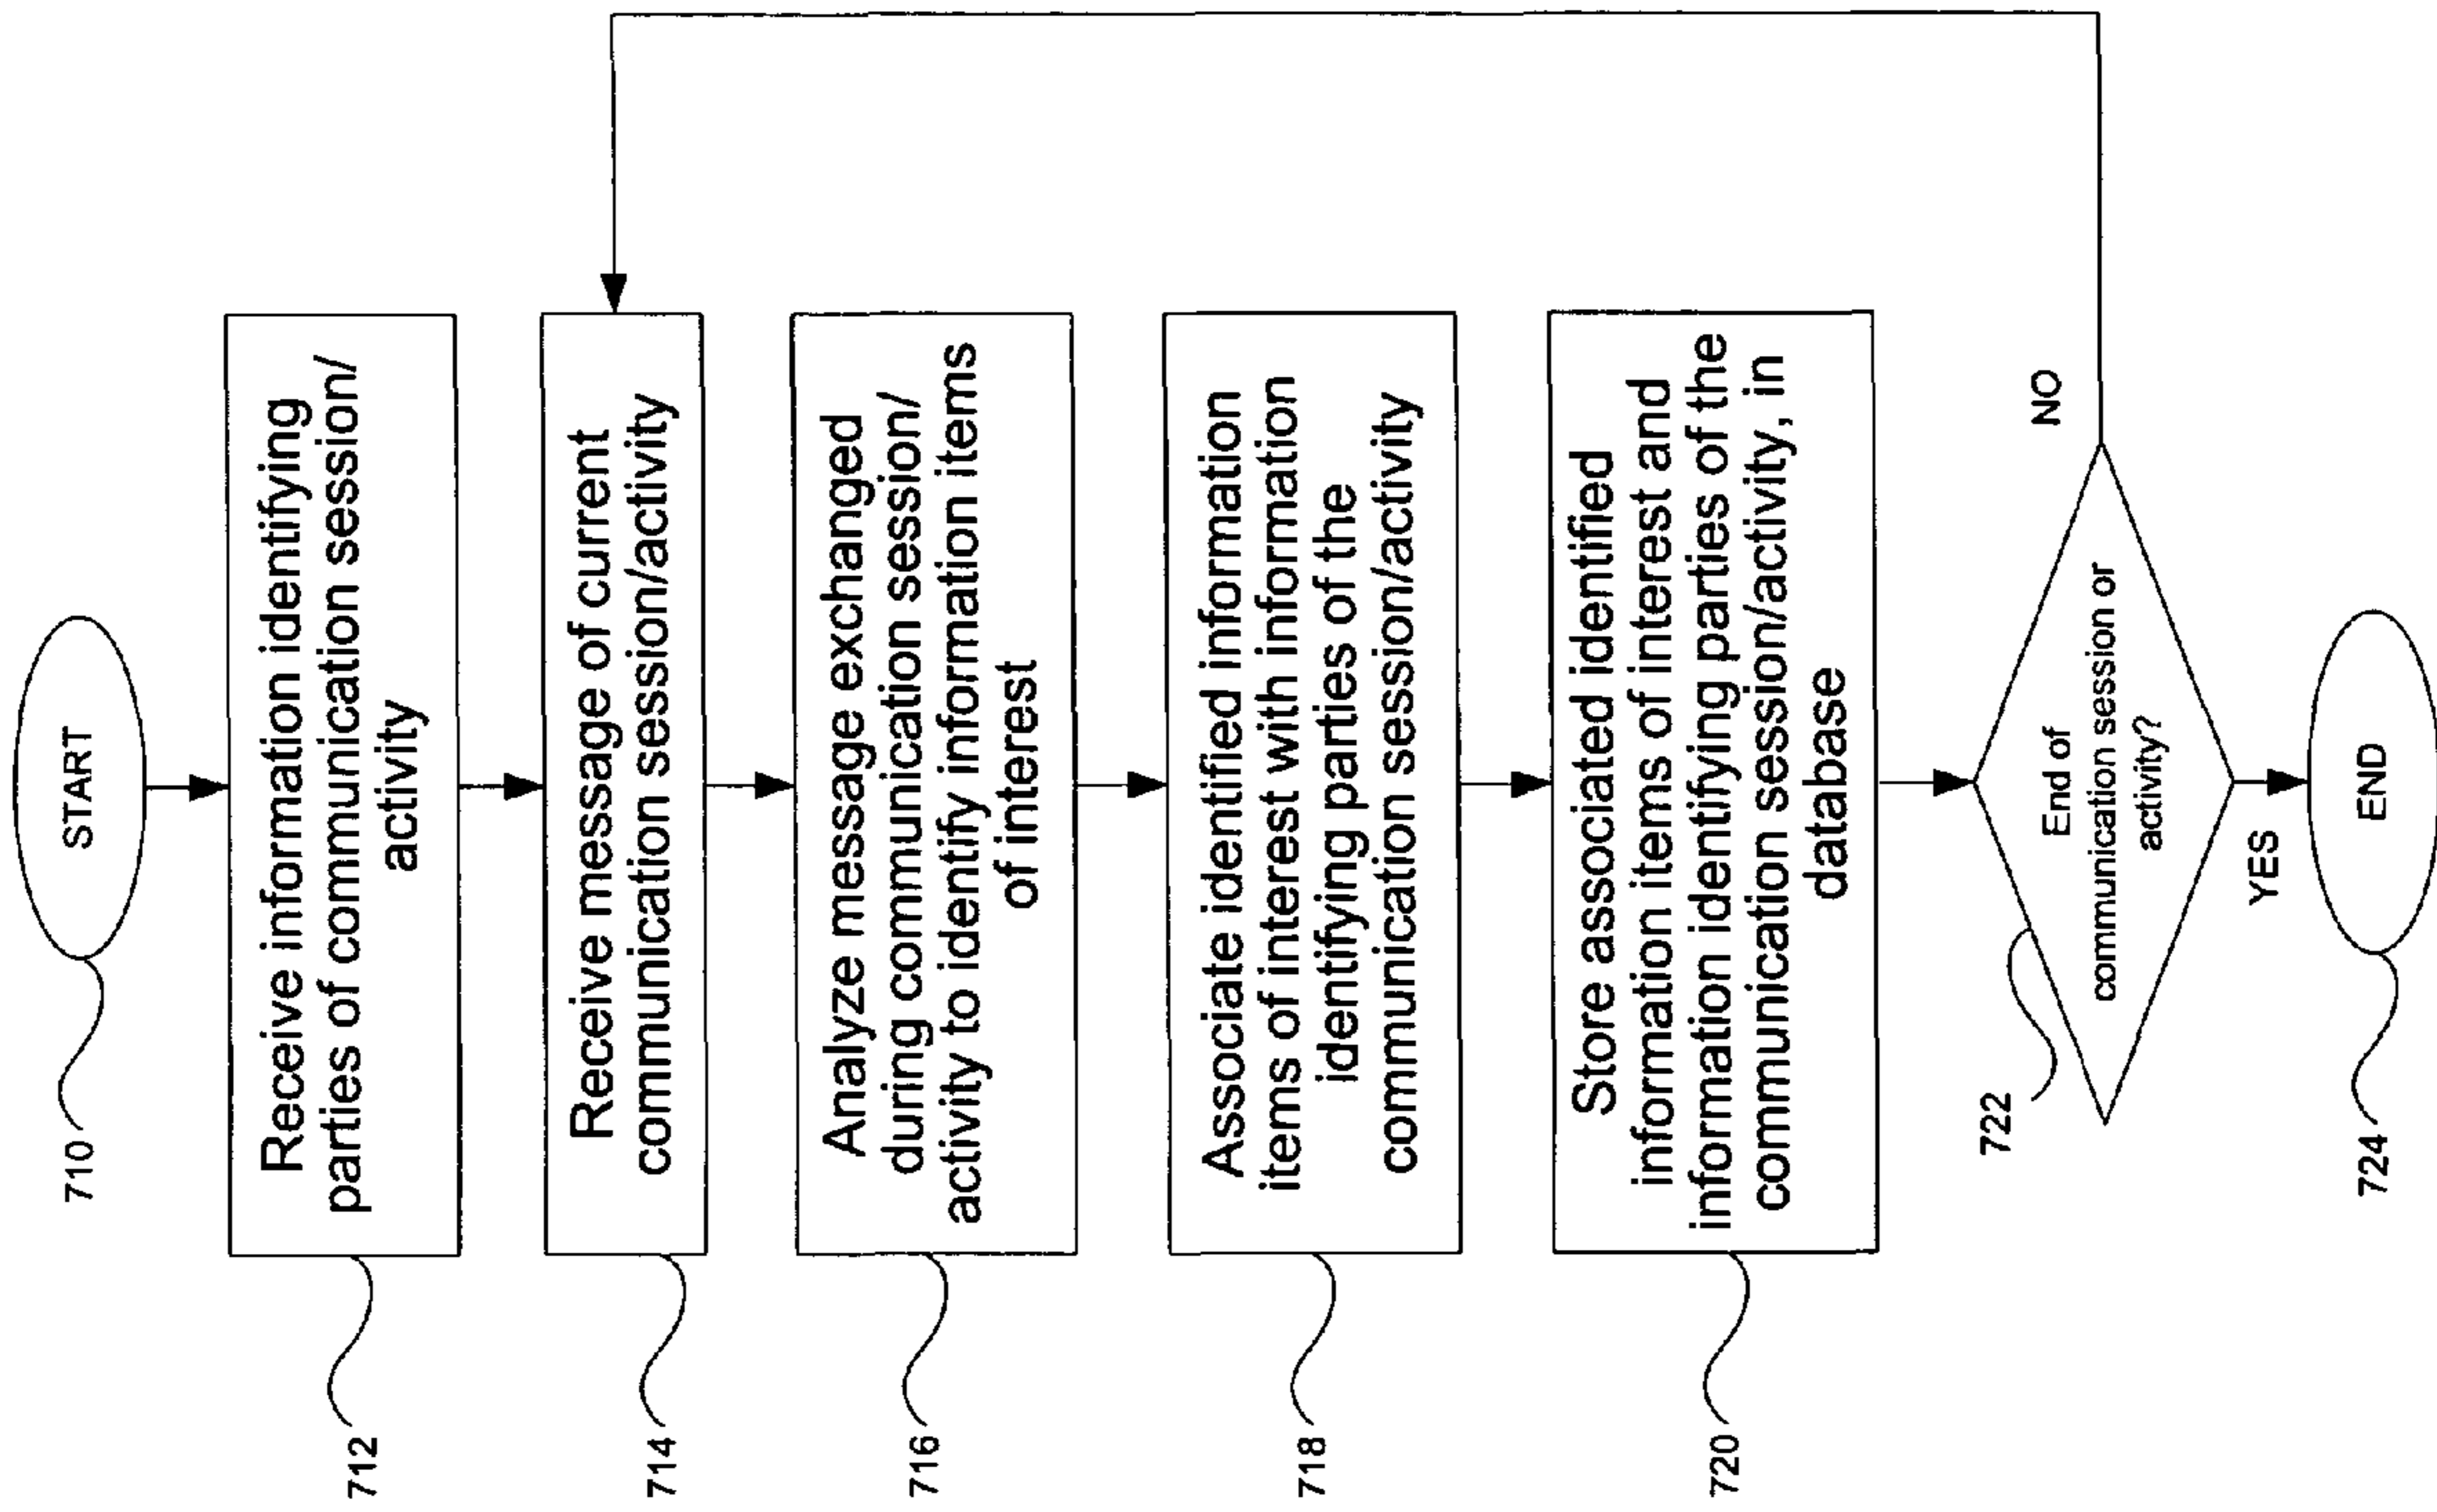 START
710
Receive information identifying
parties of communication session/
activity
712
Receive message of current
communication session/activity
714
Analyze message exchanged
during communication session/
activity to identify information items
of interest
716
Associate identified information
items of interest with information
identifying parties of the
communication session/activity
718
Store associated identified
information items of interest and
information identifying parties of the
communication session/activity, in
database
720
End of
communication session or
activity?
722
NO
YES
END
724